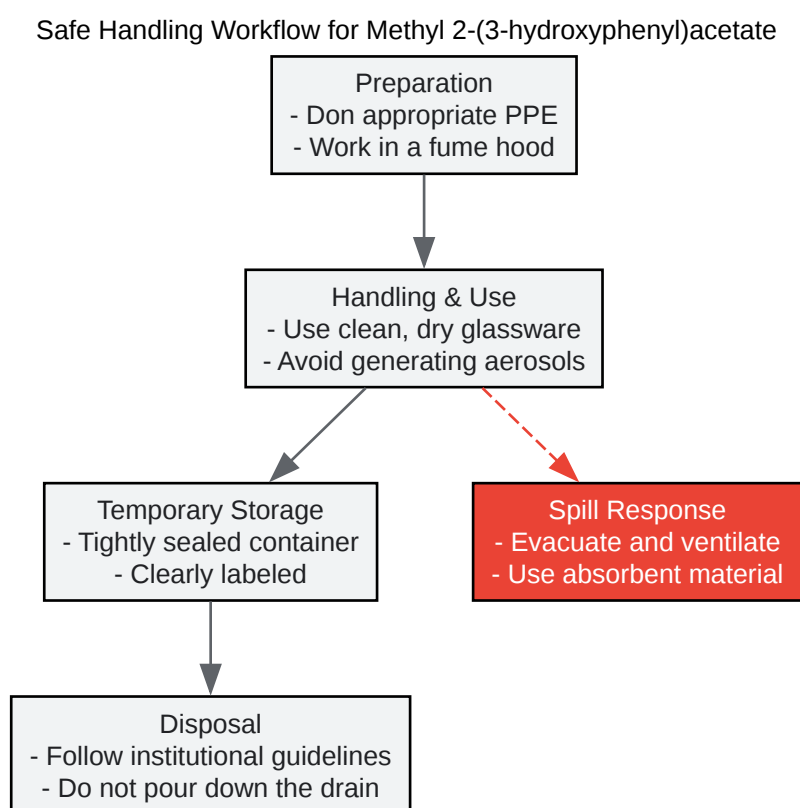 Safe Handling Workflow for Methyl 2-(3-hydroxyphenyl)acetate
Preparation
- Don appropriate PPE
- Work in a fume hood
Handling & Use
- Use clean, dry glassware
- Avoid generating aerosols
Temporary Storage
- Tightly sealed container
- Clearly labeled
Spill Response
- Evacuate and ventilate
- Use absorbent material
Disposal
- Follow institutional guidelines
- Do not pour down the drain